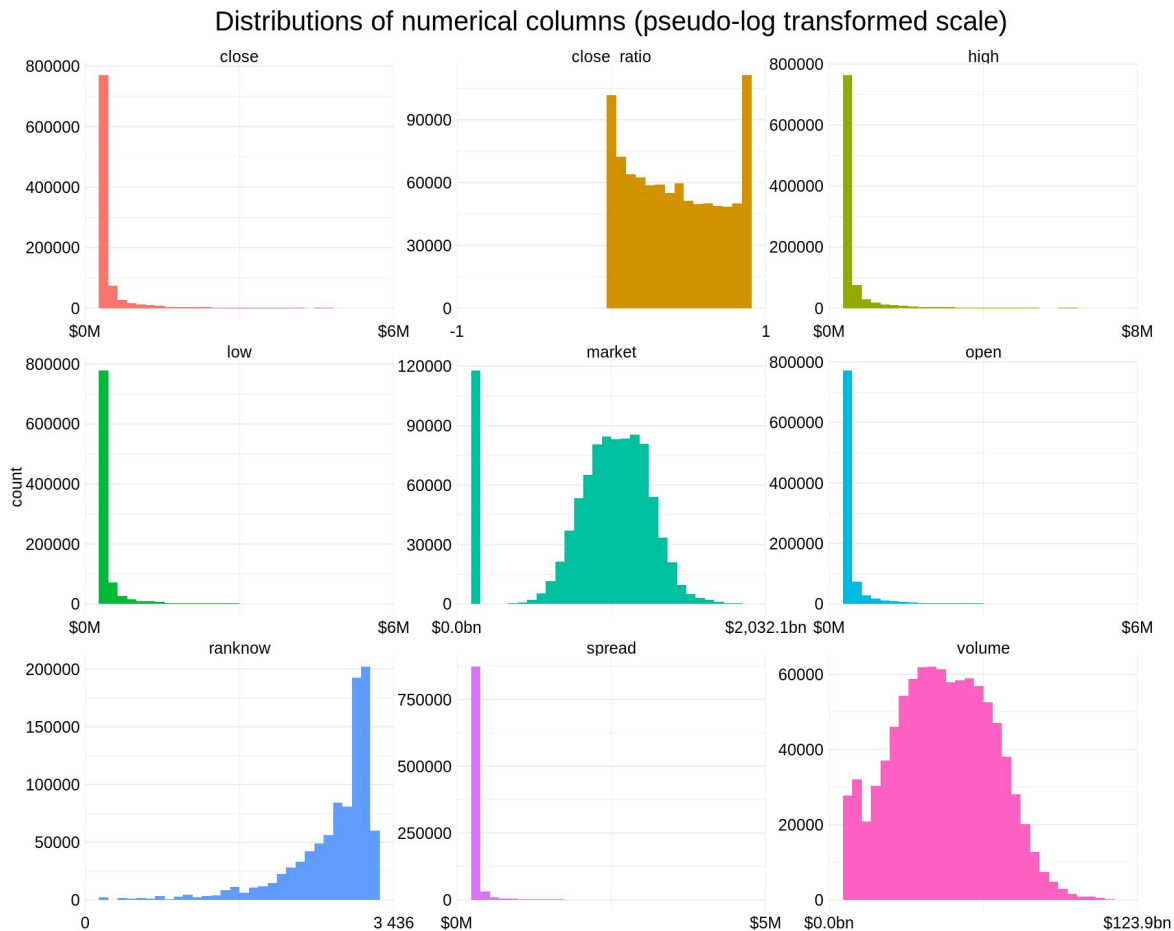 Distributions of numerical columns (pseudo-log transformed scale)
close
800000
600000
400000
200000
0
$0M $6M
close ratio
90000
60000
30000
0
-1 1
high
800000
600000
400000
200000
0
$0M $8M
count
low
800000
600000
400000
200000
0
$0M $6M
market
120000
90000
60000
30000
0
$0.0bn $2,032.1bn
open
800000
600000
400000
200000
0
$0M $6M
ranknow
200000
150000
100000
50000
0
0 3 436
spread
750000
500000
250000
0
$0M $5M
volume
60000
40000
20000
0
$0.0bn $123.9bn